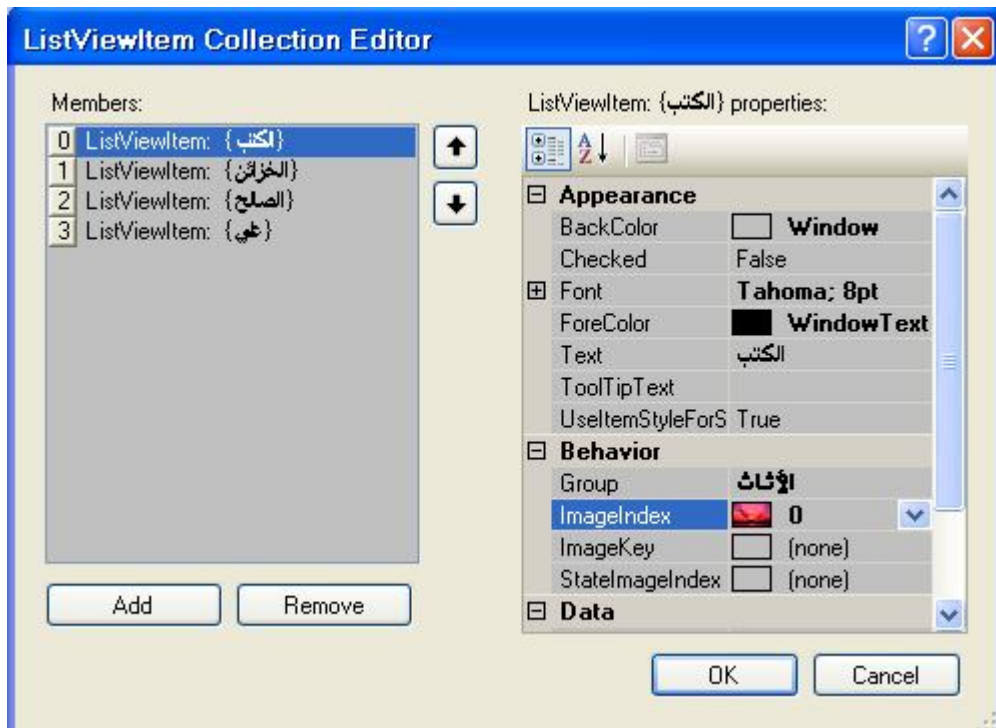 ListViewItem Collection Editor
Members:
0 ListViewItem: {الكتب}
1 ListViewItem: {الخزائن}
2 ListViewItem: {الصلح}
3 ListViewItem: {علي}
Add Remove
ListViewItem: {الكتب} properties:
Appearance
BackColor Window
Checked False
Font Tahoma; 8pt
ForeColor WindowText
Text الكتب
ToolTipText
UseItemStyleForS True
Behavior
Group الأثاث
ImageIndex 0
ImageKey (none)
StateImageIndex (none)
Data
OK Cancel